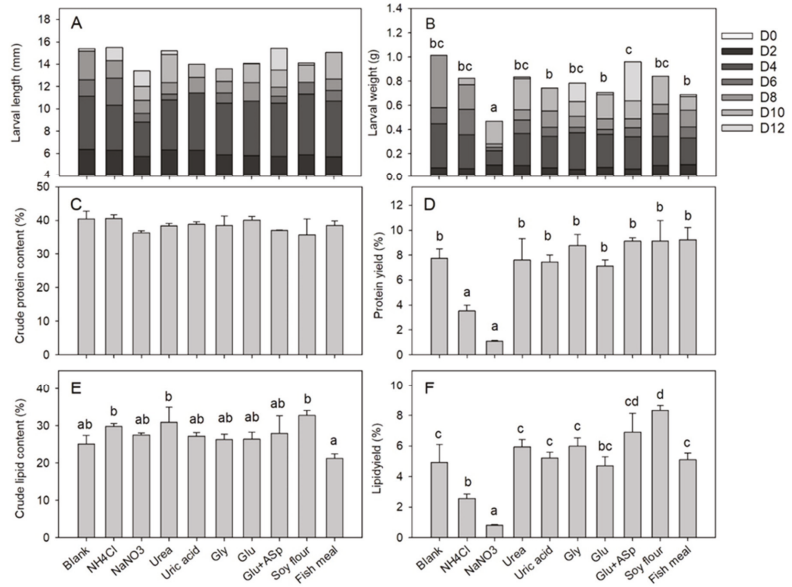 A
Larval length (mm)
18
16
14
12
10
8
6
4
B
Larval weight (g)
1.4
1.2
1.0
0.8
0.6
0.4
0.2
0.0
bc bc a bc b bc b c bc b
D0
D2
D4
D6
D8
D10
D12
C
Crude protein content (%)
50
40
30
20
10
0
D
Protein yield (%)
12
10
8
6
4
2
0
b a a b b b b b b b
E
Crude lipid content (%)
40
30
20
10
0
ab b ab b ab ab ab ab b a
Blank NH4Cl NaNO3 Urea Uric acid Gly Glu Glu+ASp Soy flour Fish meal
F
Lipidyield (%)
10
8
6
4
2
0
c b a c c c bc cd d c
Blank NH4Cl NaNO3 Urea Uric acid Gly Glu Glu+ASp Soy flour Fish meal